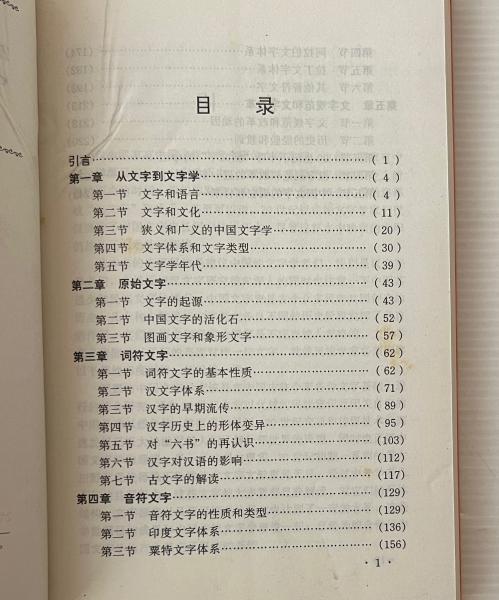 目 录
引言……………………………………………( 1 )
第一章 从文字到文字学……………………………( 4 )
第一节 文字和语言……………………………( 4 )
第二节 文字和文化……………………………(11)
第三节 狭义和广义的中国文字学………………(20)
第四节 文字体系和文字类型……………………(30)
第五节 文字学年代……………………………(39)
第二章 原始文字…………………………………(43)
第一节 文字的起源……………………………(43)
第二节 中国文字的活化石………………………(52)
第三节 图画文字和象形文字……………………(57)
第三章 词符文字…………………………………(62)
第一节 词符文字的基本性质……………………(62)
第二节 汉文字体系……………………………(71)
第三节 汉字的早期流传…………………………(89)
第四节 汉字历史上的形体变异…………………(95)
第五节 对“六书”的再认识……………………(103)
第六节 汉字对汉语的影响………………………(112)
第七节 古文字的解读…………………………(117)
第四章 音符文字…………………………………(129)
第一节 音符文字的性质和类型…………………(129)
第二节 印度文字体系…………………………(136)
第三节 粟特文字体系…………………………(156)
· 1 ·